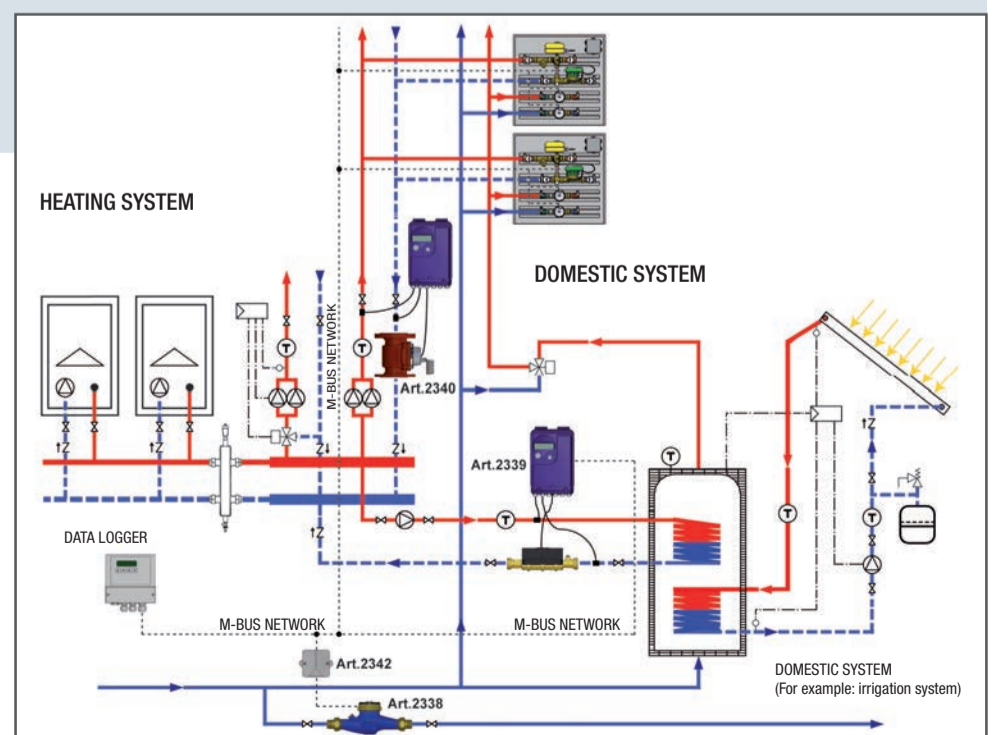 HEATING SYSTEM
DOMESTIC SYSTEM
M-BUS NETWORK
T
T
Art.2340
Z
Z
Z
Z
Z
Art.2339
T
T
T
T
Z
DATA LOGGER
M-BUS NETWORK
M-BUS NETWORK
Art.2342
DOMESTIC SYSTEM
(For example: irrigation system)
Art.2338